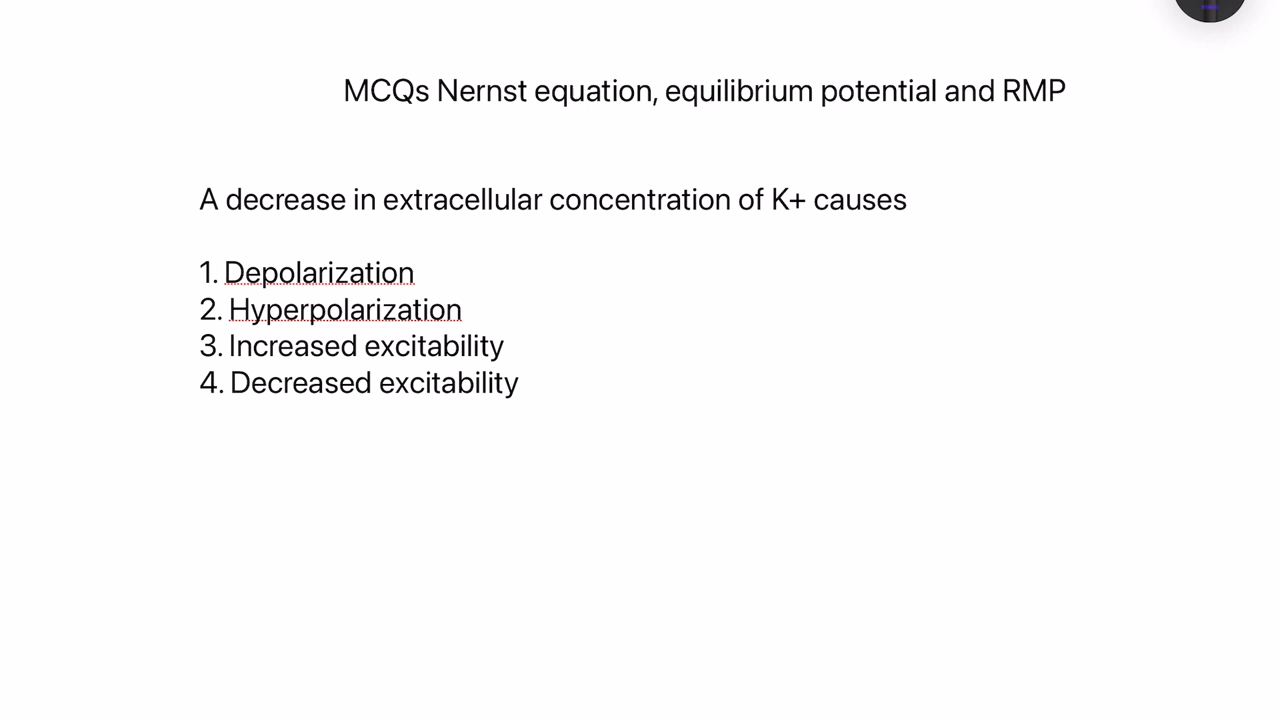 MCQs Nernst equation, equilibrium potential and RMP
A decrease in extracellular concentration of K+ causes
1. Depolarization
2. Hyperpolarization
3. Increased excitability
4. Decreased excitability